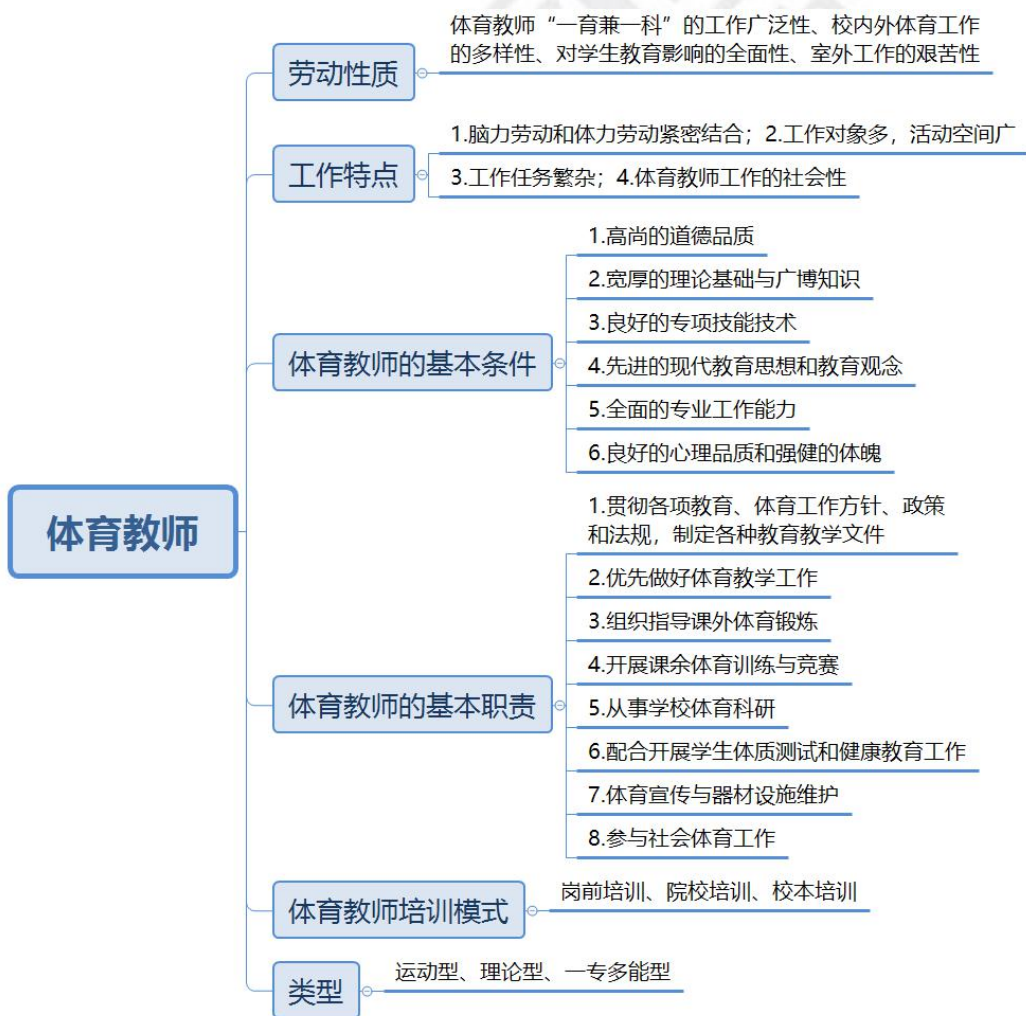 体育教师
劳动性质
体育教师“一育兼一科”的工作广泛性、校内外体育工作
的多样性、对学生教育影响的全面性、室外工作的艰苦性
工作特点
1.脑力劳动和体力劳动紧密结合；2.工作对象多，活动空间广
3.工作任务繁杂；4.体育教师工作的社会性
体育教师的基本条件
1.高尚的道德品质
2.宽厚的理论基础与广博知识
3.良好的专项技能技术
4.先进的现代教育思想和教育观念
5.全面的专业工作能力
6.良好的心理品质和强健的体魄
体育教师的基本职责
1.贯彻各项教育、体育工作方针、政策
和法规，制定各种教育教学文件
2.优先做好体育教学工作
3.组织指导课外体育锻炼
4.开展课余体育训练与竞赛
5.从事学校体育科研
6.配合开展学生体质测试和健康教育工作
7.体育宣传与器材设施维护
8.参与社会体育工作
体育教师培训模式
岗前培训、院校培训、校本培训
类型
运动型、理论型、一专多能型